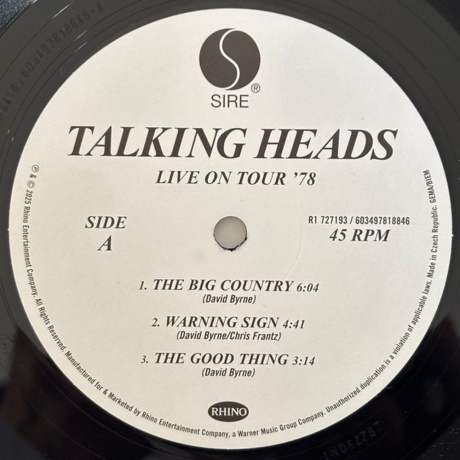 SIRE®
TALKING HEADS
LIVE ON TOUR '78
SIDE
A
R1 727193 / 603497818846
45 RPM
1. THE BIG COUNTRY 6:04
(David Byrne)
2. WARNING SIGN 4:41
(David Byrne/Chris Frantz)
3. THE GOOD THING 3:14
(David Byrne)
RHINO
℗ & © 2025 Rhino Entertainment Company. All Rights Reserved. Manufactured for & Marketed by Rhino Entertainment Company, a Warner Music Group Company. Unauthorized duplication is a violation of applicable laws. Made in Czech Republic. GEMA/BIEM